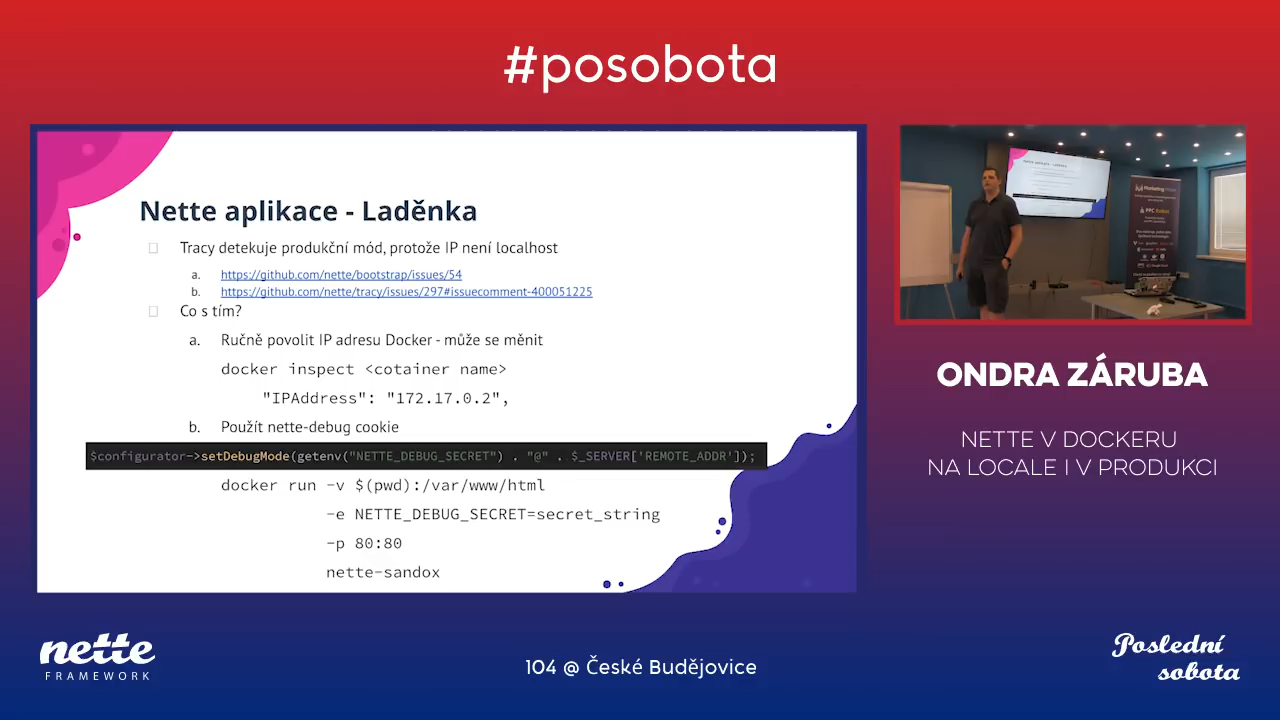 #posobota
Nette aplikace - Laděnka
Tracy detekuje produkční mód, protože IP není localhost
a. https://github.com/nette/bootstrap/issues/54
b. https://github.com/nette/tracy/issues/297#issuecomment-400051225
Co s tím?
a. Ručně povolit IP adresu Docker - může se měnit
docker inspect <cotainer name>
"IPAddress": "172.17.0.2",
b. Použít nette-debug cookie
$configurator->setDebugMode(getenv("NETTE_DEBUG_SECRET") . "@" . $_SERVER['REMOTE_ADDR']);
docker run -v $(pwd):/var/www/html
-e NETTE_DEBUG_SECRET=secret_string
-p 80:80
nette-sandox
ONDRA ZÁRUBA
NETTE V DOCKERU
NA LOCALE I V PRODUKCI
nette
FRAMEWORK
104 @ České Budějovice
Poslední
sobota